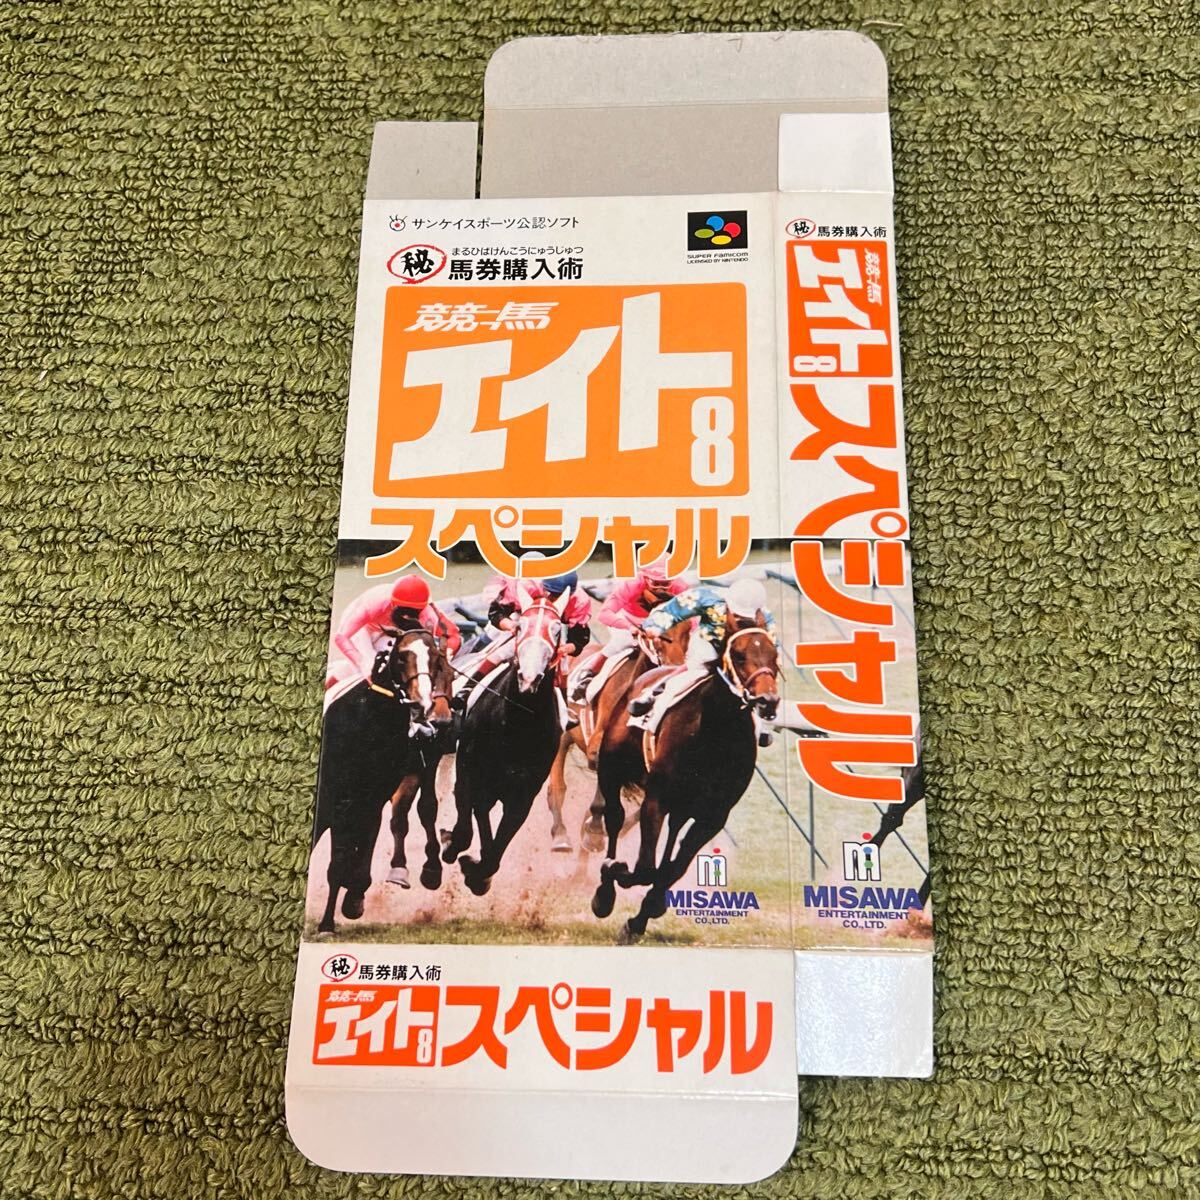 サンケイスポーツ公認ソフト
SUPER FAMICOM
LICENSED BY NINTENDO
まるひばけんこうにゅうじゅつ
㊙馬券購入術
競馬
エイト8
スペシャル
MISAWA
ENTERTAINMENT
CO.,LTD.
㊙馬券購入術
競馬
エイト8
スペシャル
MISAWA
ENTERTAINMENT
CO.,LTD.
㊙馬券購入術
競馬
エイト8スペシャル